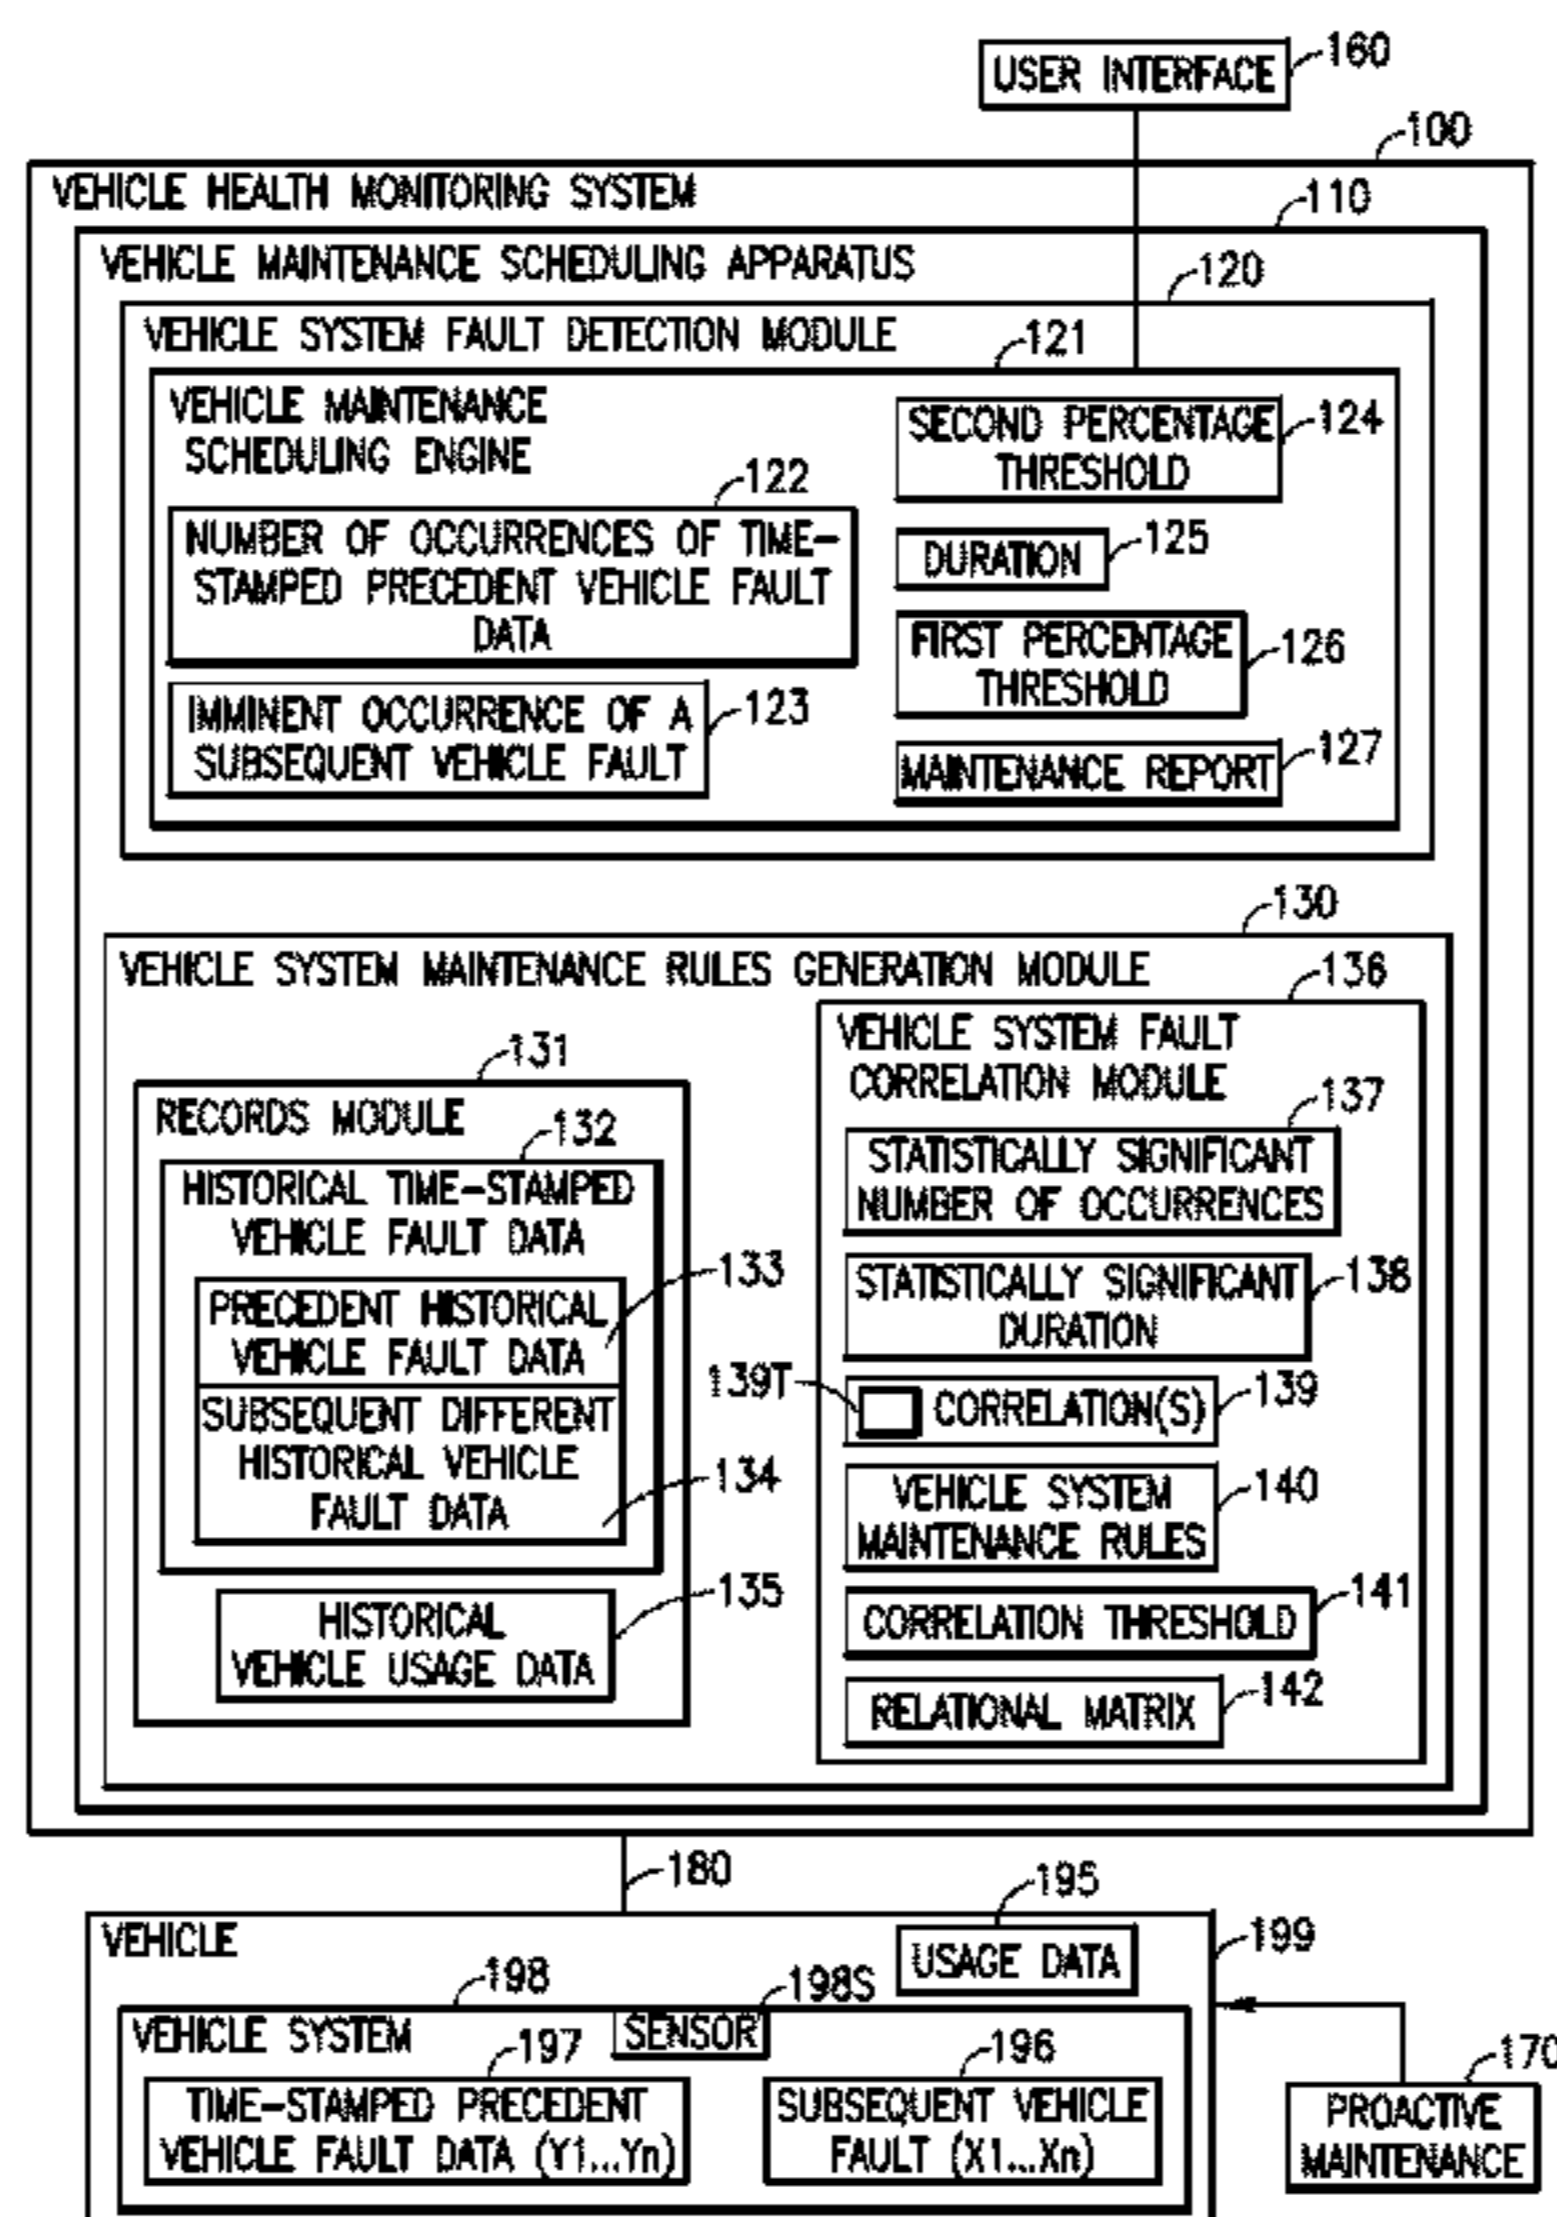 USER INTERFACE
160
100
VEHICLE HEALTH MONITORING SYSTEM
110
VEHICLE MAINTENANCE SCHEDULING APPARATUS
120
VEHICLE SYSTEM FAULT DETECTION MODULE
121
VEHICLE MAINTENANCE
SCHEDULING ENGINE
122
NUMBER OF OCCURRENCES OF TIME-
STAMPED PRECEDENT VEHICLE FAULT
DATA
IMMINENT OCCURRENCE OF A
SUBSEQUENT VEHICLE FAULT
123
SECOND PERCENTAGE
THRESHOLD
124
DURATION
125
FIRST PERCENTAGE
THRESHOLD
126
MAINTENANCE REPORT
127
130
VEHICLE SYSTEM MAINTENANCE RULES GENERATION MODULE
131
RECORDS MODULE
132
HISTORICAL TIME-STAMPED
VEHICLE FAULT DATA
PRECEDENT HISTORICAL
VEHICLE FAULT DATA
133
SUBSEQUENT DIFFERENT
HISTORICAL VEHICLE
FAULT DATA
134
HISTORICAL
VEHICLE USAGE DATA
135
136
VEHICLE SYSTEM FAULT
CORRELATION MODULE
137
STATISTICALLY SIGNIFICANT
NUMBER OF OCCURRENCES
STATISTICALLY SIGNIFICANT
DURATION
138
139T
CORRELATION(S)
139
VEHICLE SYSTEM
MAINTENANCE RULES
140
CORRELATION THRESHOLD
141
RELATIONAL MATRIX
142
180
VEHICLE
195
USAGE DATA
199
198
VEHICLE SYSTEM
SENSOR
198S
197
TIME-STAMPED PRECEDENT
VEHICLE FAULT DATA (Y1...Yn)
196
SUBSEQUENT VEHICLE
FAULT (X1...Xn)
170
PROACTIVE
MAINTENANCE